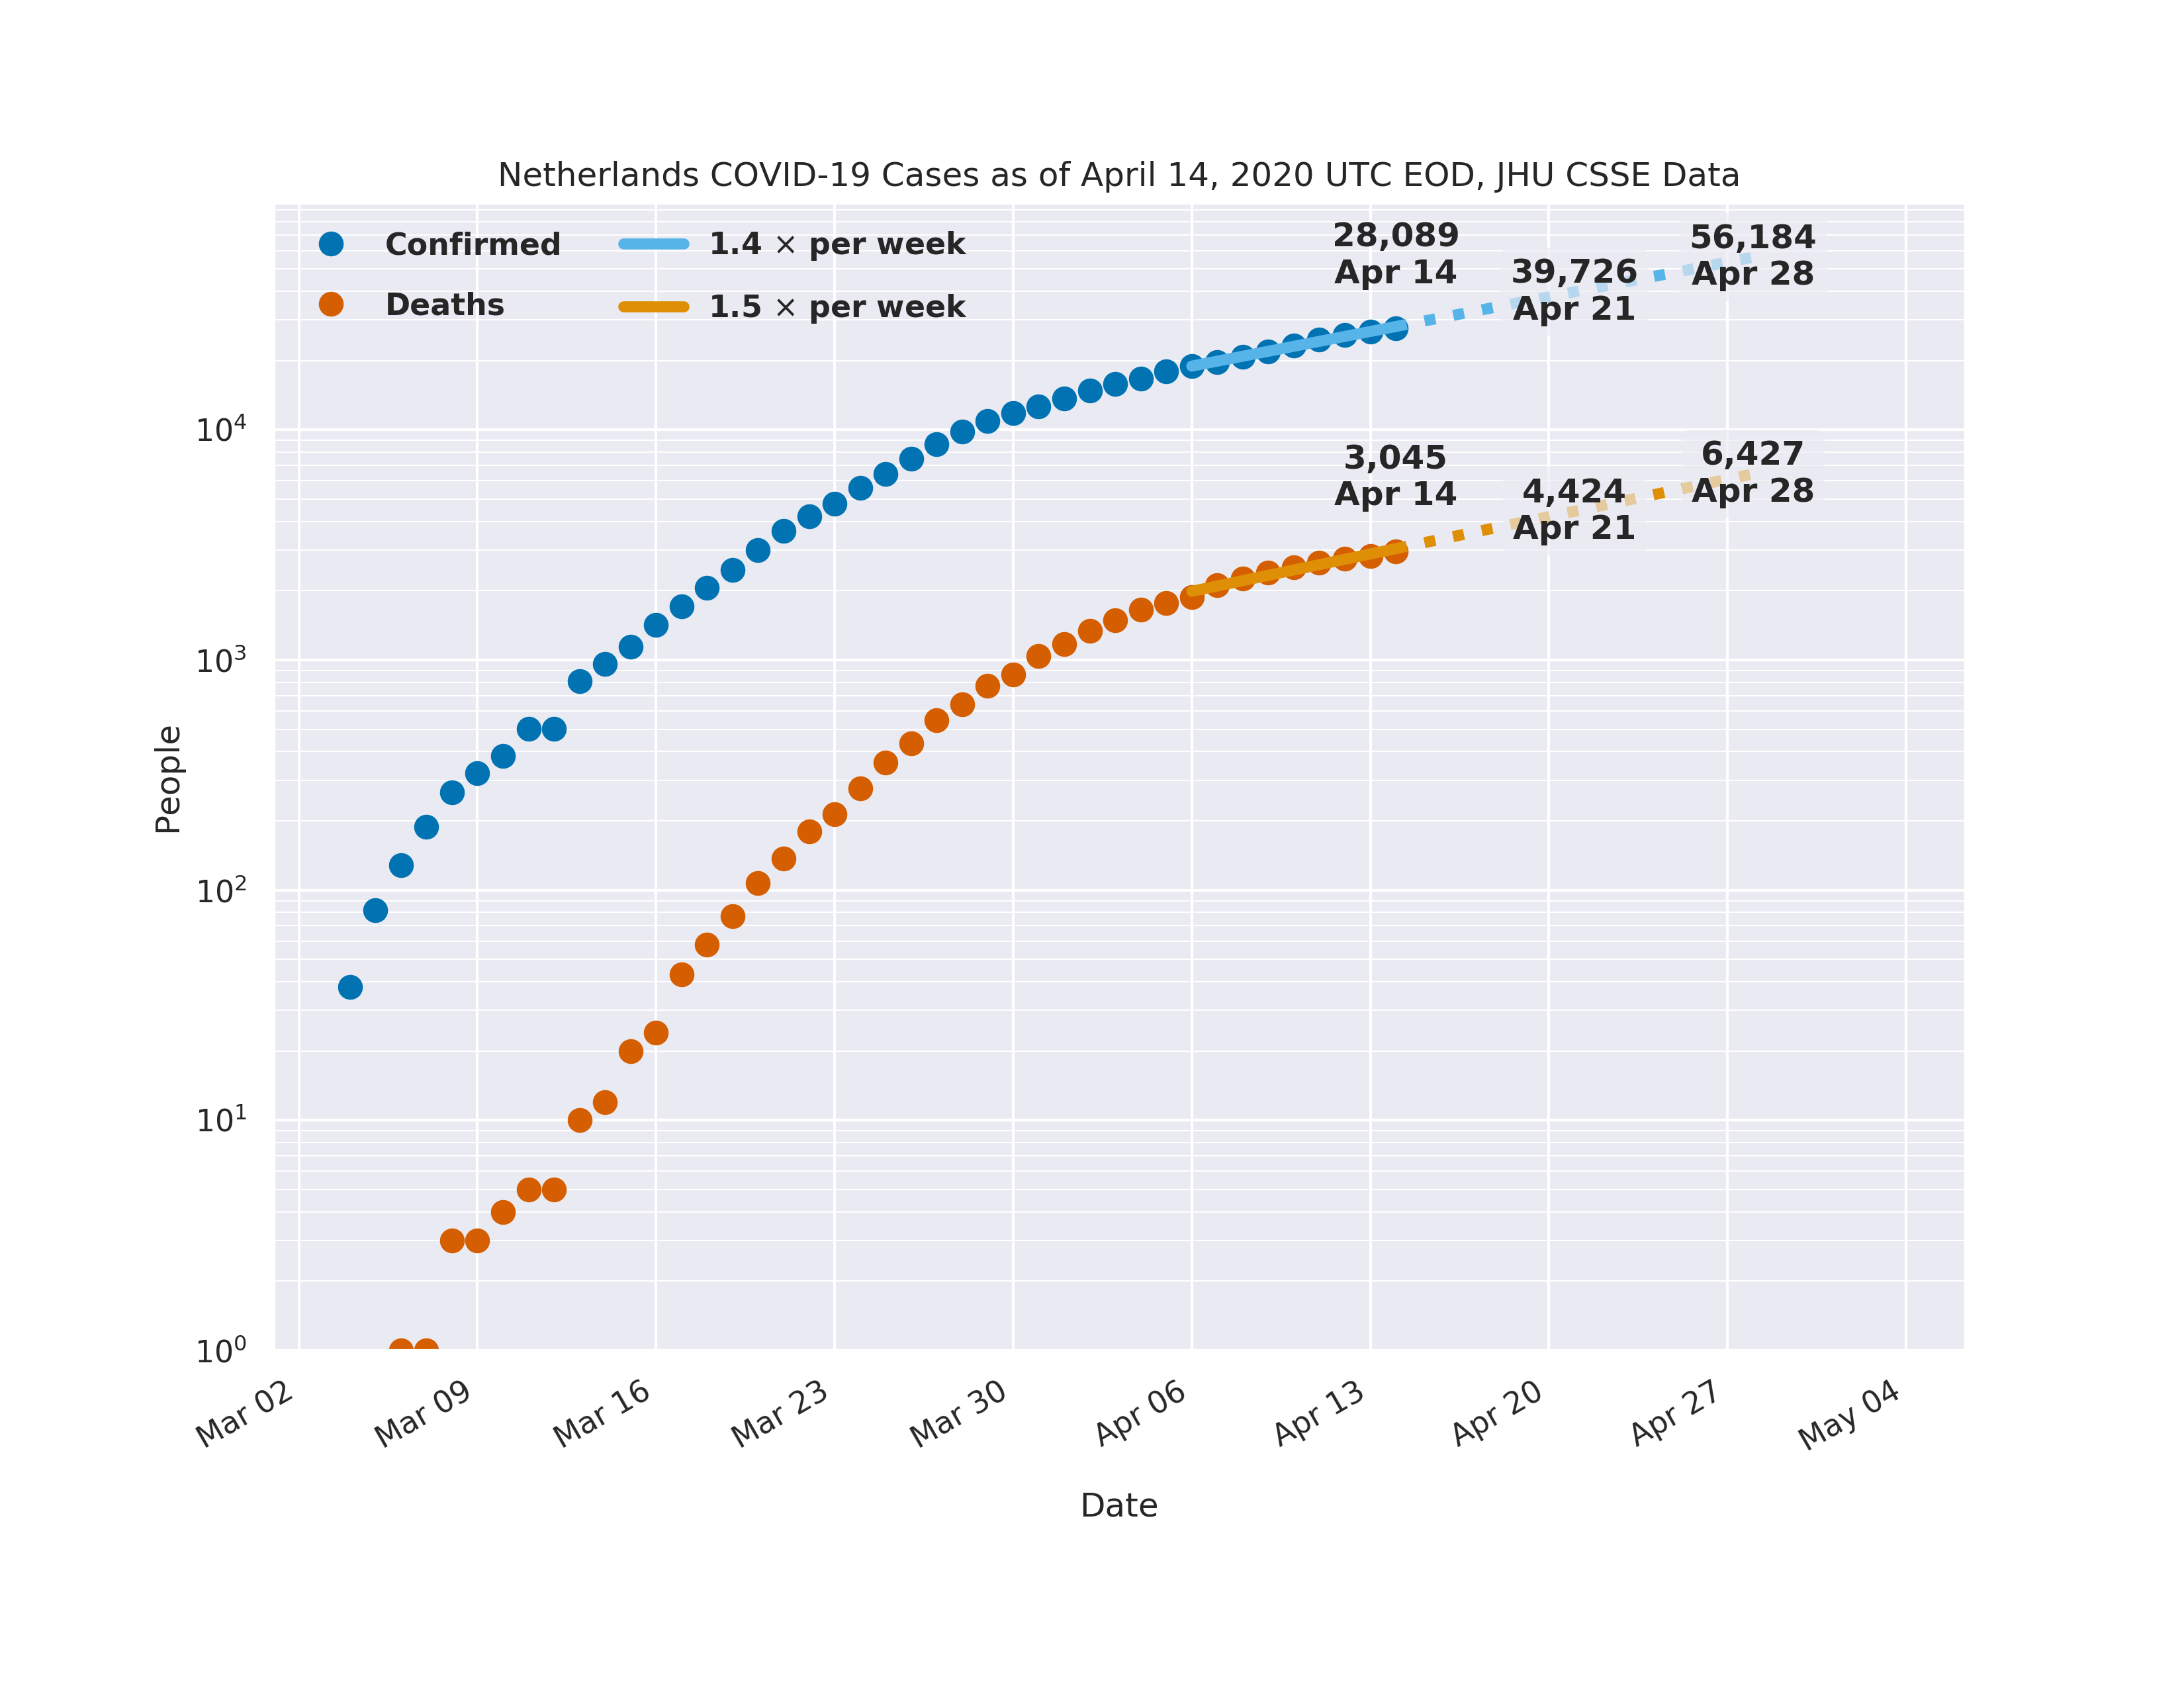 Netherlands COVID-19 Cases as of April 14, 2020 UTC EOD, JHU CSSE Data
Confirmed
Deaths
1.4 × per week
1.5 × per week
28,089
Apr 14
39,726
Apr 21
56,184
Apr 28
3,045
Apr 14
4,424
Apr 21
6,427
Apr 28
People
10⁴
10³
10²
10¹
10⁰
Mar 02
Mar 09
Mar 16
Mar 23
Mar 30
Apr 06
Apr 13
Apr 20
Apr 27
May 04
Date